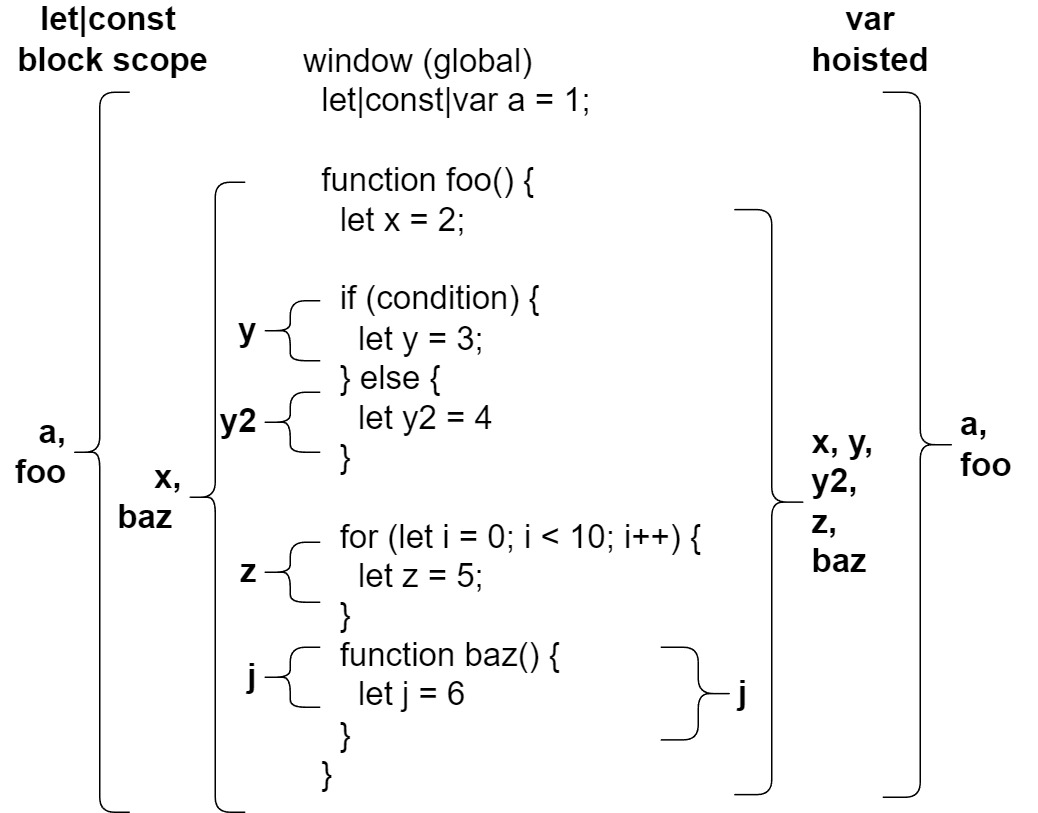 let|const
block scope
var
hoisted
window (global)
let|const|var a = 1;
function foo() {
let x = 2;
if (condition) {
y
let y = 3;
} else {
y2
let y2 = 4
}
a,
foo
x,
baz
x, y,
y2,
z,
baz
a,
foo
for (let i = 0; i < 10; i++) {
z
let z = 5;
}
function baz() {
j
let j = 6
j
}
}